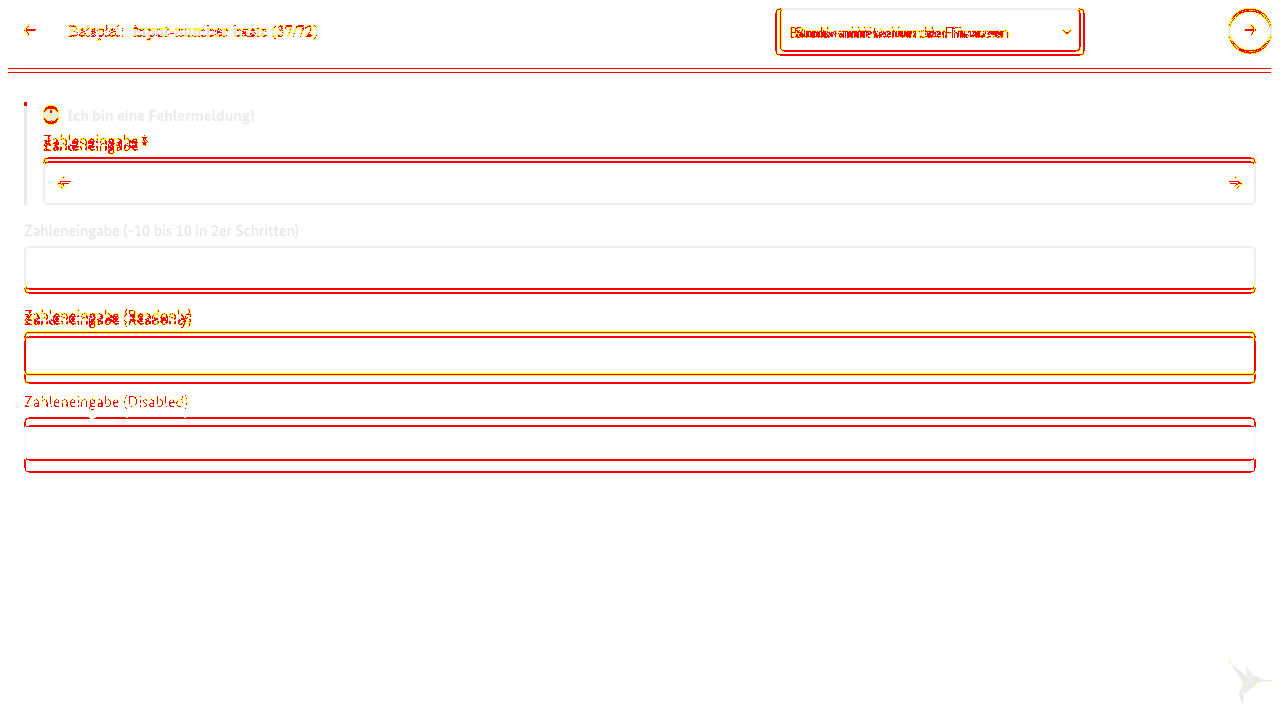 Beispiel: input-number basic (37/72)
Ich bin eine Fehlermeldung!
Zahleneingabe *
Zahleneingabe (-10 bis 10 in 2er Schritten)
Zahleneingabe (Readonly)
Zahleneingabe (Disabled)